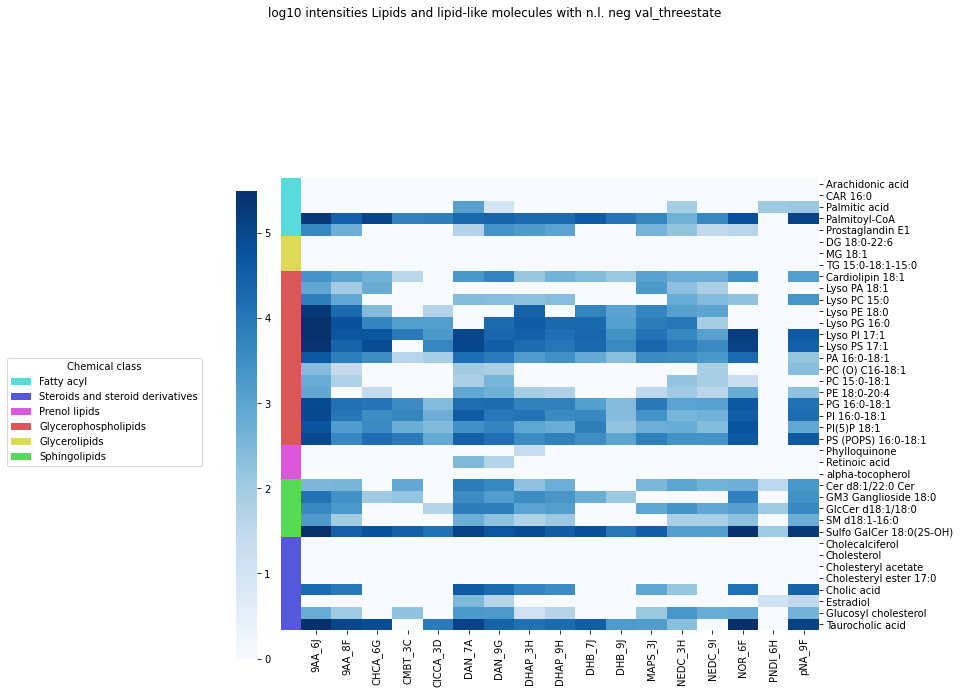 log10 intensities Lipids and lipid-like molecules with n.l. neg val_threestate
Chemical class
Fatty acyl
Steroids and steroid derivatives
Prenol lipids
Glycerophospholipids
Glycerolipids
Sphingolipids
5
4
3
2
1
0
Arachidonic acid
CAR 16:0
Palmitic acid
Palmitoyl-CoA
Prostaglandin E1
DG 18:0-22:6
MG 18:1
TG 15:0-18:1-15:0
Cardiolipin 18:1
Lyso PA 18:1
Lyso PC 15:0
Lyso PE 18:0
Lyso PG 16:0
Lyso PI 17:1
Lyso PS 17:1
PA 16:0-18:1
PC (O) C16-18:1
PC 15:0-18:1
PE 18:0-20:4
PG 16:0-18:1
PI 16:0-18:1
PI(5)P 18:1
PS (POPS) 16:0-18:1
Phylloquinone
Retinoic acid
alpha-tocopherol
Cer d8:1/22:0 Cer
GM3 Ganglioside 18:0
GlcCer d18:1/18:0
SM d18:1-16:0
Sulfo GalCer 18:0(2S-OH)
Cholecalciferol
Cholesterol
Cholesteryl acetate
Cholesteryl ester 17:0
Cholic acid
Estradiol
Glucosyl cholesterol
Taurocholic acid
9AA_6J
9AA_8F
CHCA_6G
CMBT_3C
ClCCA_3D
DAN_7A
DAN_9G
DHAP_3H
DHAP_9H
DHB_7J
DHB_9J
MAPS_3J
NEDC_3H
NEDC_9I
NOR_6F
PNDI_6H
pNA_9F